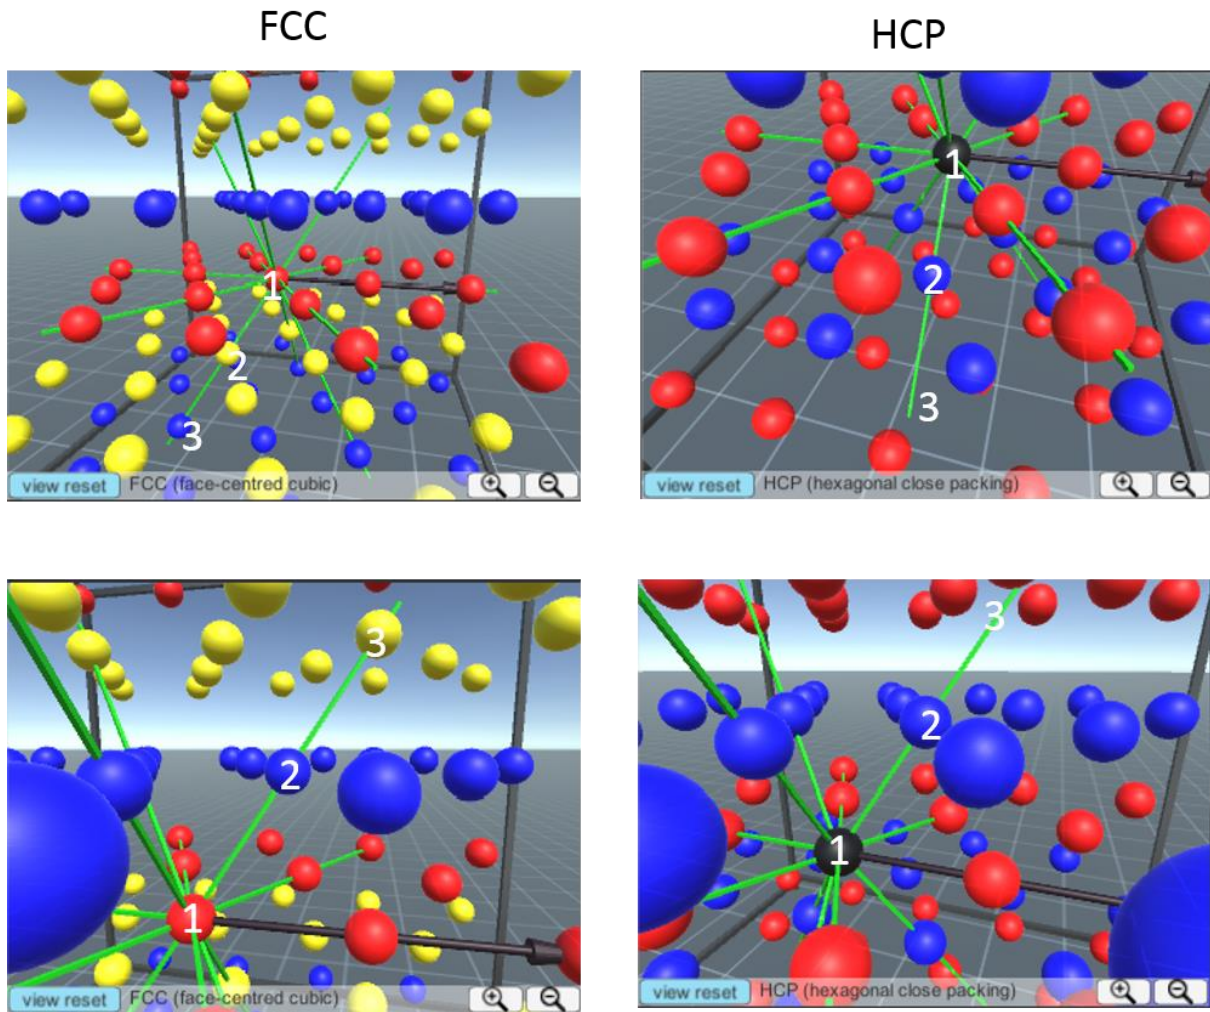 FCC
HCP
1
2
3
view reset FCC (face-centred cubic)
1
2
3
view reset HCP (hexagonal close packing)
3
2
1
view reset FCC (face-centred cubic)
3
2
1
view reset HCP (hexagonal close packing)